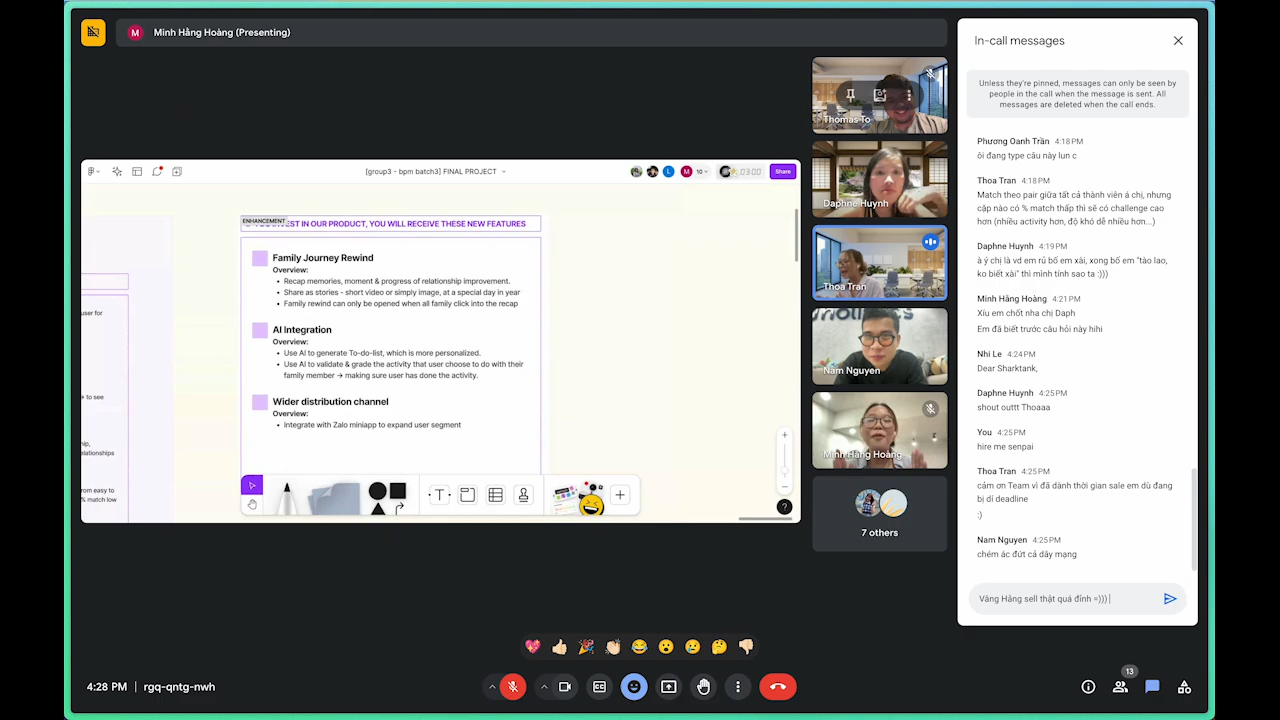 M Minh Hằng Hoàng (Presenting)
[group3 - bpm batch3] FINAL PROJECT
L M 10
03:00
Share
ENHANCEMENT
INVEST IN OUR PRODUCT, YOU WILL RECEIVE THESE NEW FEATURES
Family Journey Rewind
Overview:
• Recap memories, moment & progress of relationship improvement.
• Share as stories - short video or simply image, at a special day in year
• Family rewind can only be opened when all family click into the recap
AI Integration
Overview:
• Use AI to generate To-do-list, which is more personalized.
• Use AI to validate & grade the activity that user choose to do with their
family member → making sure user has done the activity.
Wider distribution channel
Overview:
• Integrate with Zalo miniapp to expand user segment
user for
to see
hip,
elationships
rom easy to
% match low
T
?
Thomas To
Daphne Huynh
Thoa Tran
Nam Nguyen
Minh Hằng Hoàng
7 others
In-call messages
Unless they're pinned, messages can only be seen by
people in the call when the message is sent. All
messages are deleted when the call ends.
Phương Oanh Trần 4:18 PM
ôi đang type câu này lun c
Thoa Tran 4:18 PM
Match theo pair giữa tất cả thành viên á chị, nhưng
cặp nào có % match thấp thì sẽ có challenge cao
hơn (nhiều activity hơn, độ khó dễ nhiều hơn...)
Daphne Huynh 4:19 PM
à ý chị là vd em rủ bố em xài, xong bố em "tào lao,
ko biết xài" thì mình tính sao ta :)))
Minh Hằng Hoàng 4:21 PM
Xíu em chốt nha chị Daph
Em đã biết trước câu hỏi này hihi
Nhi Le 4:24 PM
Dear Sharktank,
Daphne Huynh 4:25 PM
shout outtt Thoaaa
You 4:25 PM
hire me senpai
Thoa Tran 4:25 PM
cảm ơn Team vì đã dành thời gian sale em dù đang
bị dí deadline
:)
Nam Nguyen 4:25 PM
chém ác đứt cả dây mạng
Vâng Hằng sell thật quá đỉnh =)))
4:28 PM | rgq-qntg-nwh
13